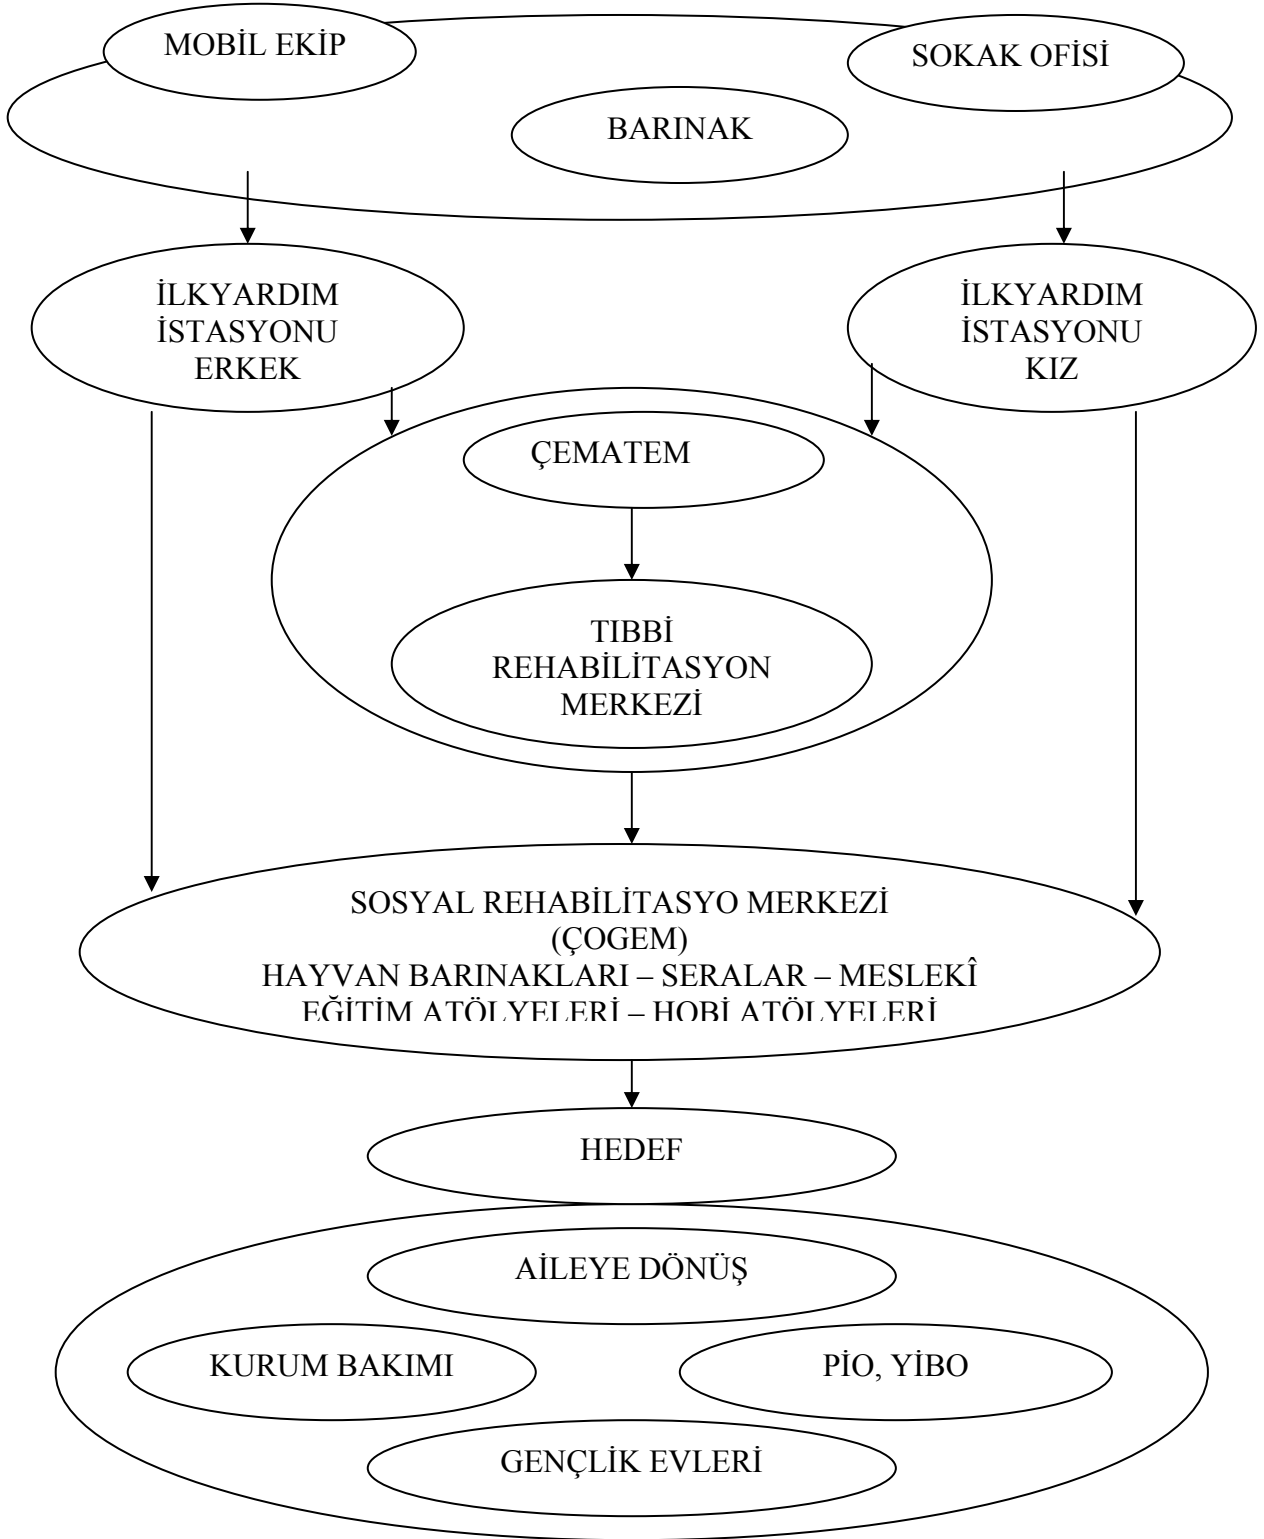 MOBİL EKİP
SOKAK OFİSİ
BARINAK
İLKYARDIM
İSTASYONU
ERKEK
İLKYARDIM
İSTASYONU
KIZ
ÇEMATEM
TIBBİ
REHABİLİTASYON
MERKEZİ
SOSYAL REHABİLİTASYO MERKEZİ
(ÇOGEM)
HAYVAN BARINAKLARI – SERALAR – MESLEKÎ
EĞİTİM ATÖLYELERİ – HOBİ ATÖLYELERİ
HEDEF
AİLEYE DÖNÜŞ
KURUM BAKIMI
PİO, YİBO
GENÇLİK EVLERİ